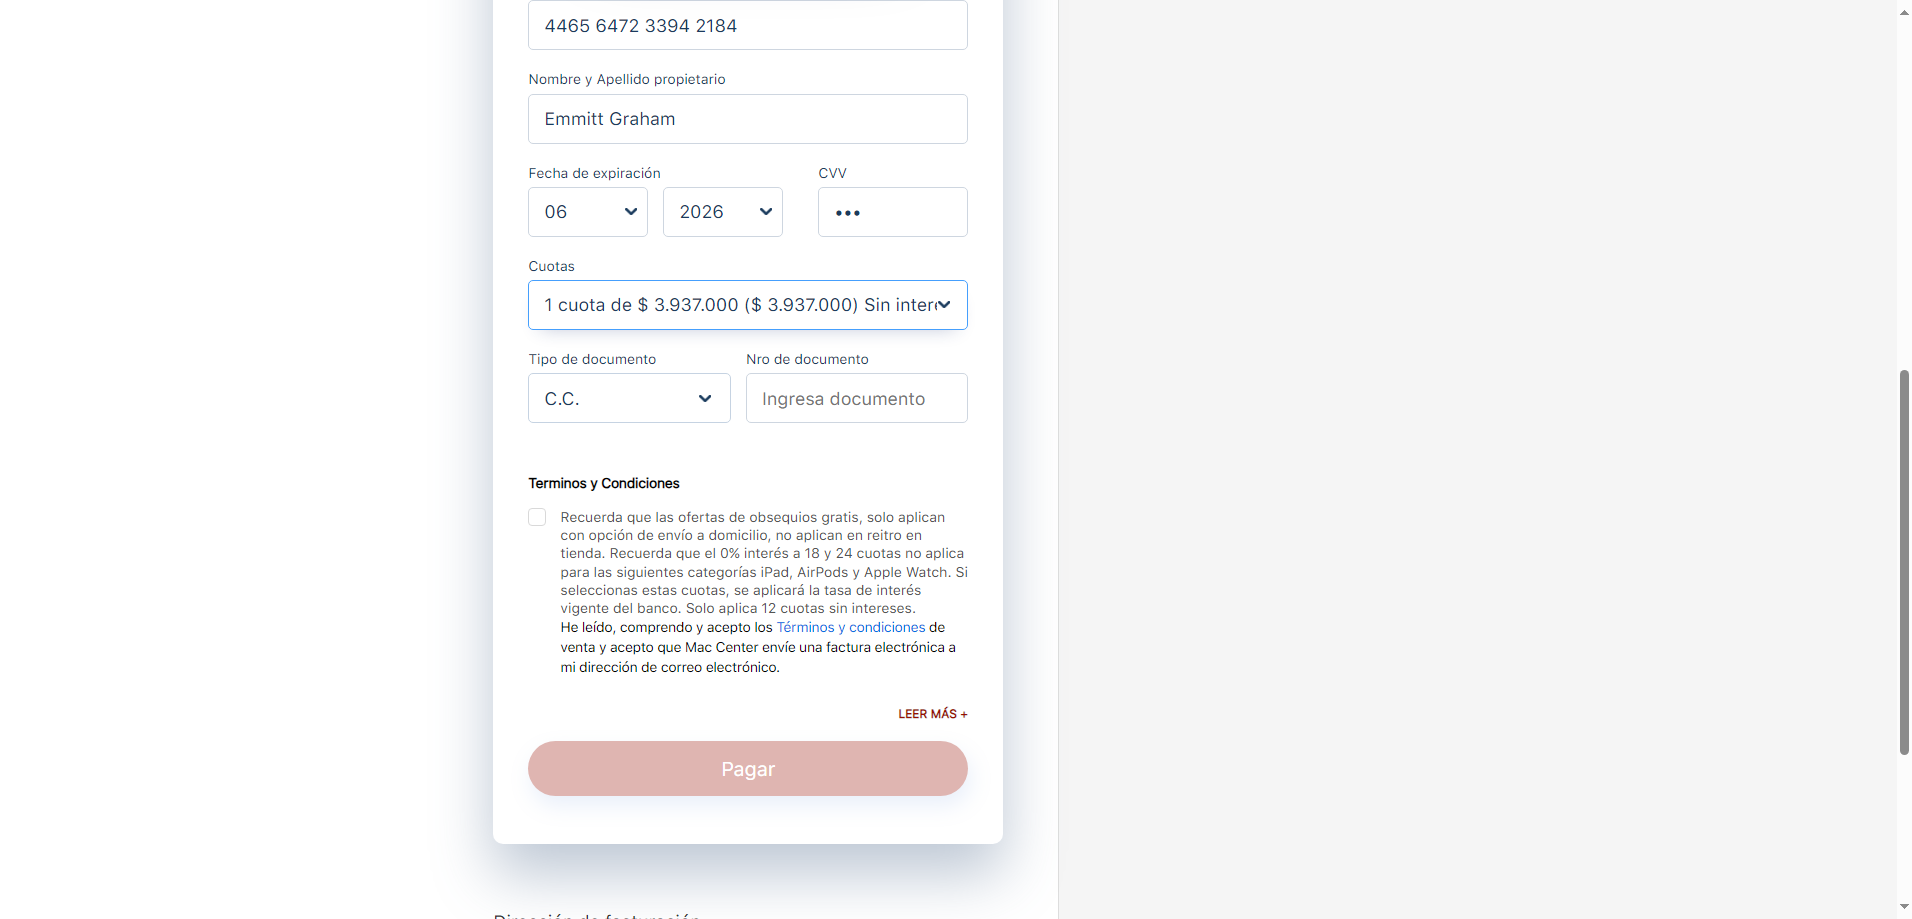 4465 6472 3394 2184
Nombre y Apellido propietario
Emmitt Graham
Fecha de expiración
CVV
06
2026
•••
Cuotas
1 cuota de $ 3.937.000 ($ 3.937.000) Sin inter
Tipo de documento
Nro de documento
C.C.
Ingresa documento
Terminos y Condiciones
Recuerda que las ofertas de obsequios gratis, solo aplican
con opción de envío a domicilio, no aplican en reitro en
tienda. Recuerda que el 0% interés a 18 y 24 cuotas no aplica
para las siguientes categorías iPad, AirPods y Apple Watch. Si
seleccionas estas cuotas, se aplicará la tasa de interés
vigente del banco. Solo aplica 12 cuotas sin intereses.
He leído, comprendo y acepto los Términos y condiciones de
venta y acepto que Mac Center envíe una factura electrónica a
mi dirección de correo electrónico.
LEER MÁS +
Pagar
Dirección de facturación